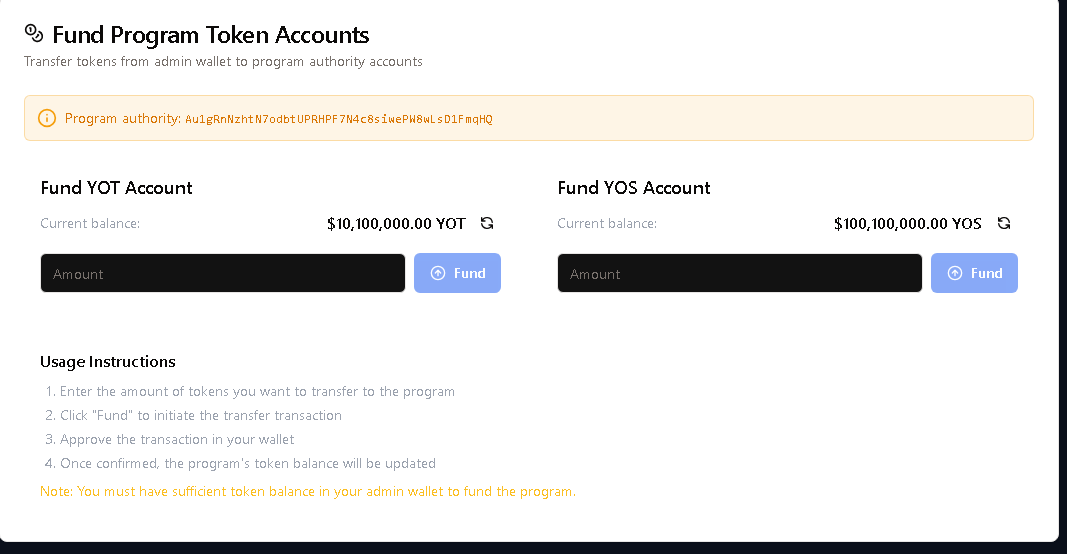 Fund Program Token Accounts
Transfer tokens from admin wallet to program authority accounts
Program authority: Au1gRnNzhtN7odbtUPRHPF7N4c8siwePW8wLsD1FmqHQ
Fund YOT Account
Current balance: $10,100,000.00 YOT
Amount Fund
Fund YOS Account
Current balance: $100,100,000.00 YOS
Amount Fund
Usage Instructions
1. Enter the amount of tokens you want to transfer to the program
2. Click "Fund" to initiate the transfer transaction
3. Approve the transaction in your wallet
4. Once confirmed, the program's token balance will be updated
Note: You must have sufficient token balance in your admin wallet to fund the program.